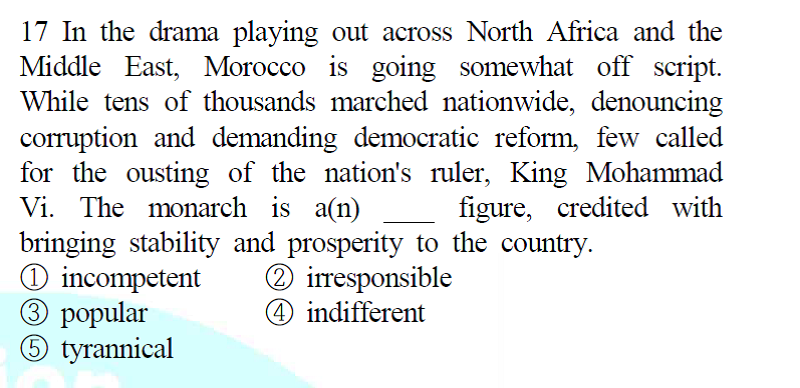 17 In the drama playing out across North Africa and the
Middle East, Morocco is going somewhat off script.
While tens of thousands marched nationwide, denouncing
corruption and demanding democratic reform, few called
for the ousting of the nation's ruler, King Mohammad
Vi. The monarch is a(n) ____ figure, credited with
bringing stability and prosperity to the country.
① incompetent ② irresponsible
③ popular ④ indifferent
⑤ tyrannical